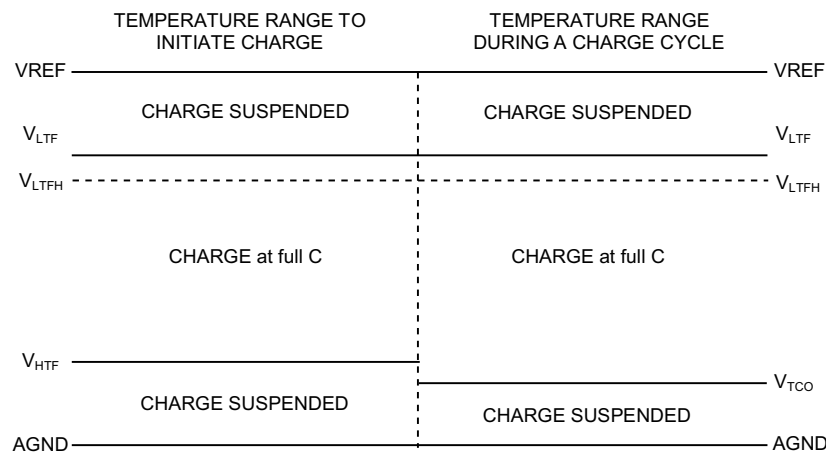 TEMPERATURE RANGE TO
INITIATE CHARGE
TEMPERATURE RANGE
DURING A CHARGE CYCLE
VREF
VREF
CHARGE SUSPENDED
CHARGE SUSPENDED
VLTF
VLTF
VLTFH
VLTFH
CHARGE at full C
CHARGE at full C
VHTF
VTCO
CHARGE SUSPENDED
CHARGE SUSPENDED
AGND
AGND